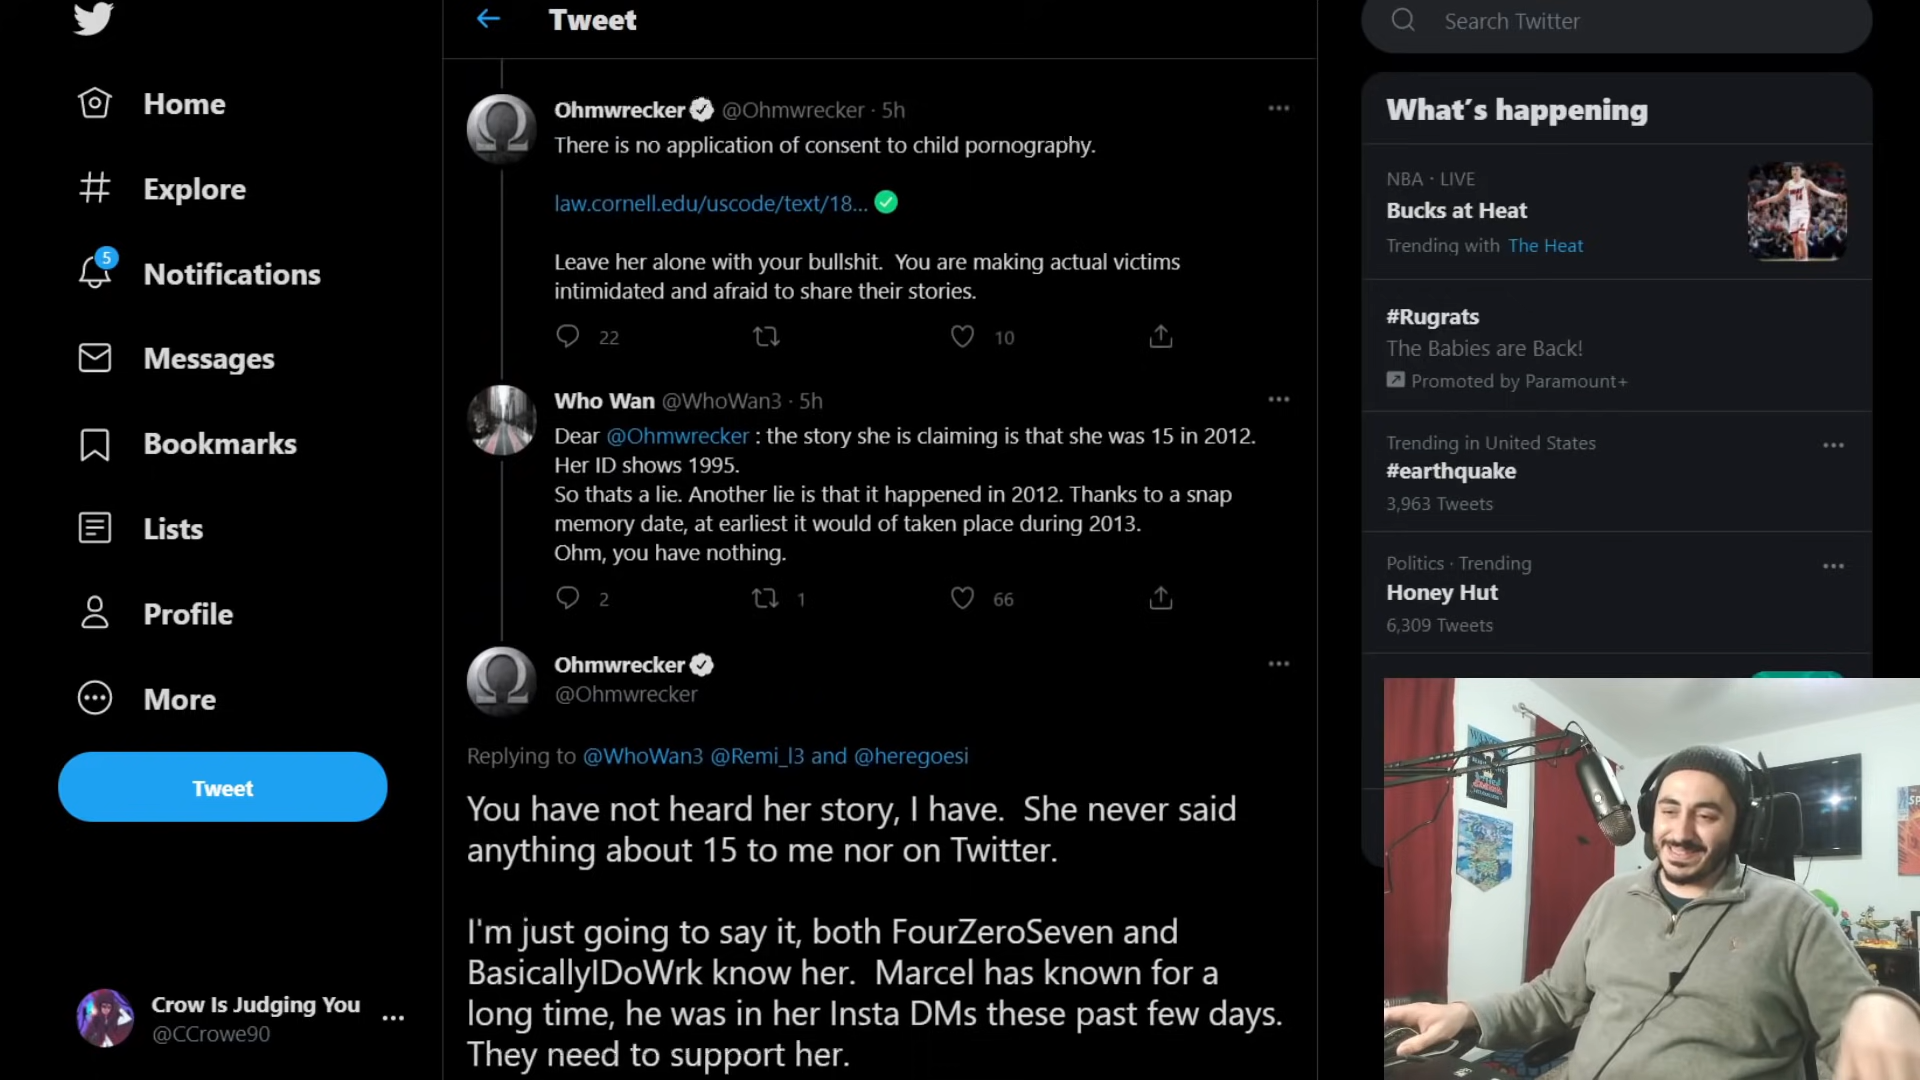 Tweet
Search Twitter
Home
Explore
5
Notifications
Messages
Bookmarks
Lists
Profile
More
Tweet
Crow Is Judging You
@CCrowe90
Ohmwrecker @Ohmwrecker · 5h
There is no application of consent to child pornography.
law.cornell.edu/uscode/text/18...
Leave her alone with your bullshit. You are making actual victims
intimidated and afraid to share their stories.
22
10
Who Wan @WhoWan3 · 5h
Dear @Ohmwrecker : the story she is claiming is that she was 15 in 2012.
Her ID shows 1995.
So thats a lie. Another lie is that it happened in 2012. Thanks to a snap
memory date, at earliest it would of taken place during 2013.
Ohm, you have nothing.
2
1
66
Ohmwrecker
@Ohmwrecker
Replying to @WhoWan3 @Remi_l3 and @heregoesi
You have not heard her story, I have. She never said
anything about 15 to me nor on Twitter.
I'm just going to say it, both FourZeroSeven and
BasicallyIDoWrk know her. Marcel has known for a
long time, he was in her Insta DMs these past few days.
They need to support her.
What's happening
NBA · LIVE
Bucks at Heat
Trending with The Heat
#Rugrats
The Babies are Back!
Promoted by Paramount+
Trending in United States
#earthquake
3,963 Tweets
Politics · Trending
Honey Hut
6,309 Tweets